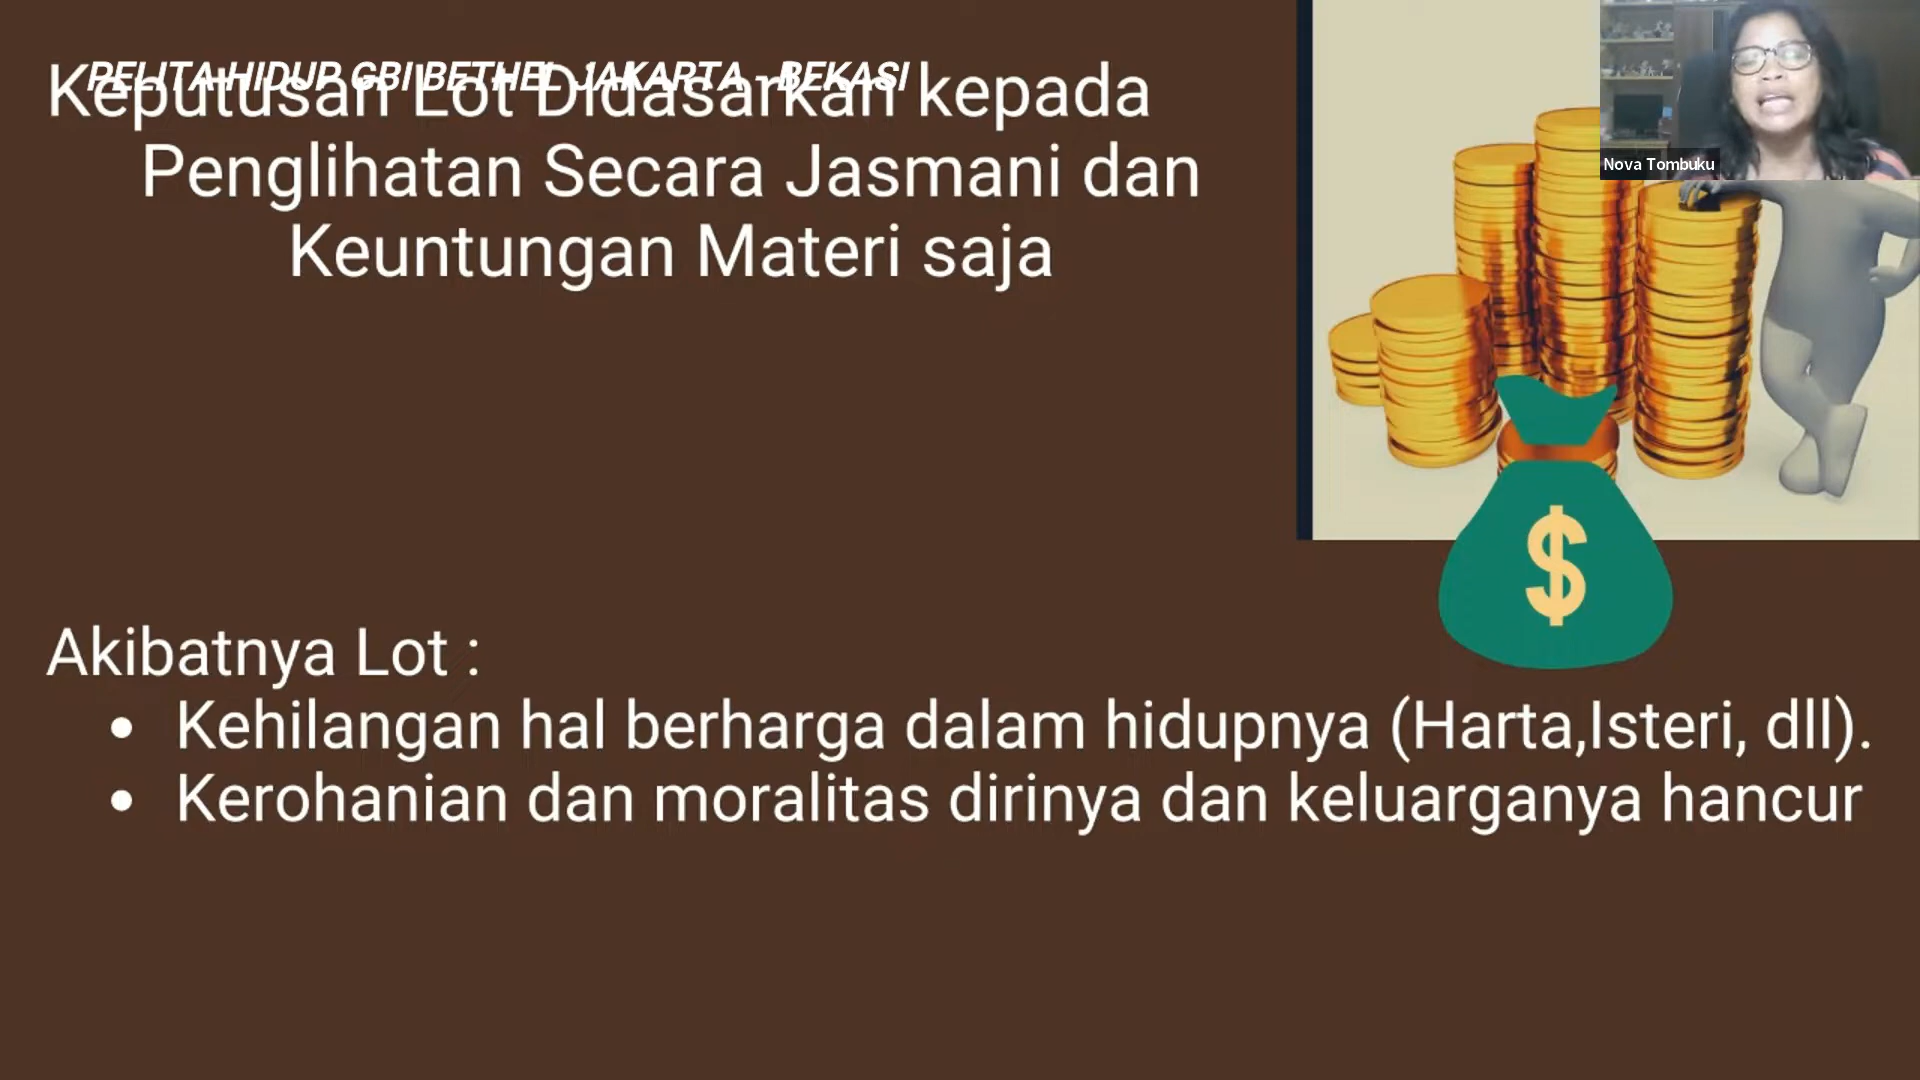 PELITA HIDUP GBI BETHEL JAKARTA - BEKASI
Keputusan Lot Didasarkan kepada
Penglihatan Secara Jasmani dan
Keuntungan Materi saja
Nova Tombuku
$
Akibatnya Lot :
• Kehilangan hal berharga dalam hidupnya (Harta,Isteri, dll).
• Kerohanian dan moralitas dirinya dan keluarganya hancur